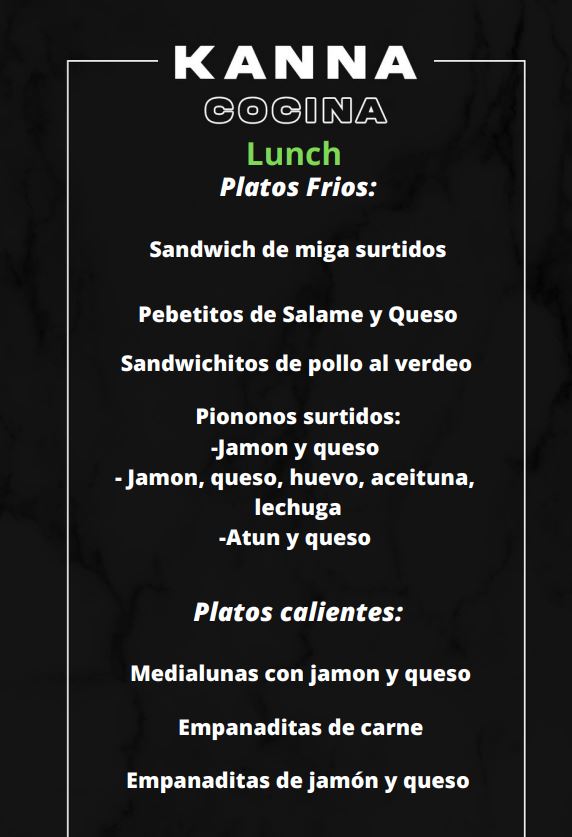 KANNA
COCINA
Lunch
Platos Frios:
Sandwich de miga surtidos
Pebetitos de Salame y Queso
Sandwichitos de pollo al verdeo
Piononos surtidos:
-Jamon y queso
- Jamon, queso, huevo, aceituna,
lechuga
-Atun y queso
Platos calientes:
Medialunas con jamon y queso
Empanaditas de carne
Empanaditas de jamón y queso